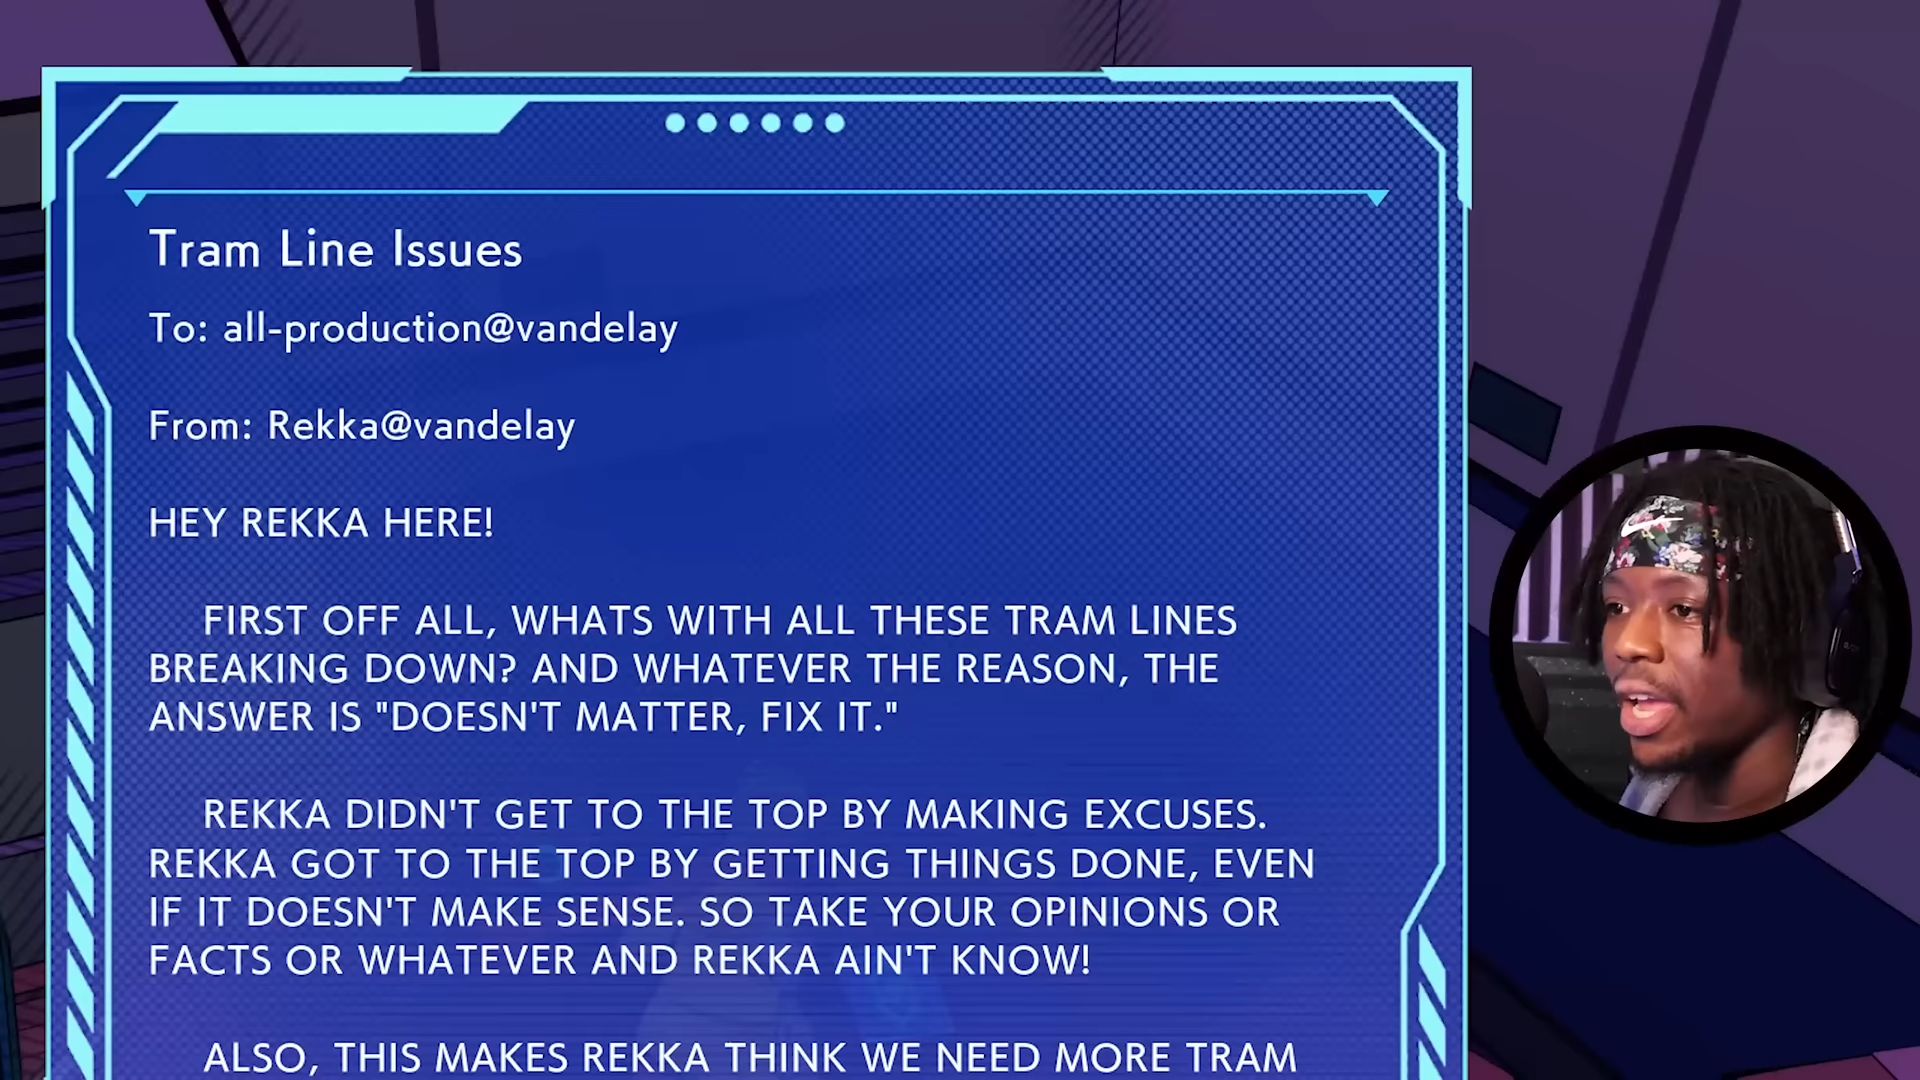 Tram Line Issues
To: all-production@vandelay
From: Rekka@vandelay
HEY REKKA HERE!
FIRST OFF ALL, WHATS WITH ALL THESE TRAM LINES
BREAKING DOWN? AND WHATEVER THE REASON, THE
ANSWER IS "DOESN'T MATTER, FIX IT."
REKKA DIDN'T GET TO THE TOP BY MAKING EXCUSES.
REKKA GOT TO THE TOP BY GETTING THINGS DONE, EVEN
IF IT DOESN'T MAKE SENSE. SO TAKE YOUR OPINIONS OR
FACTS OR WHATEVER AND REKKA AIN'T KNOW!
ALSO, THIS MAKES REKKA THINK WE NEED MORE TRAM